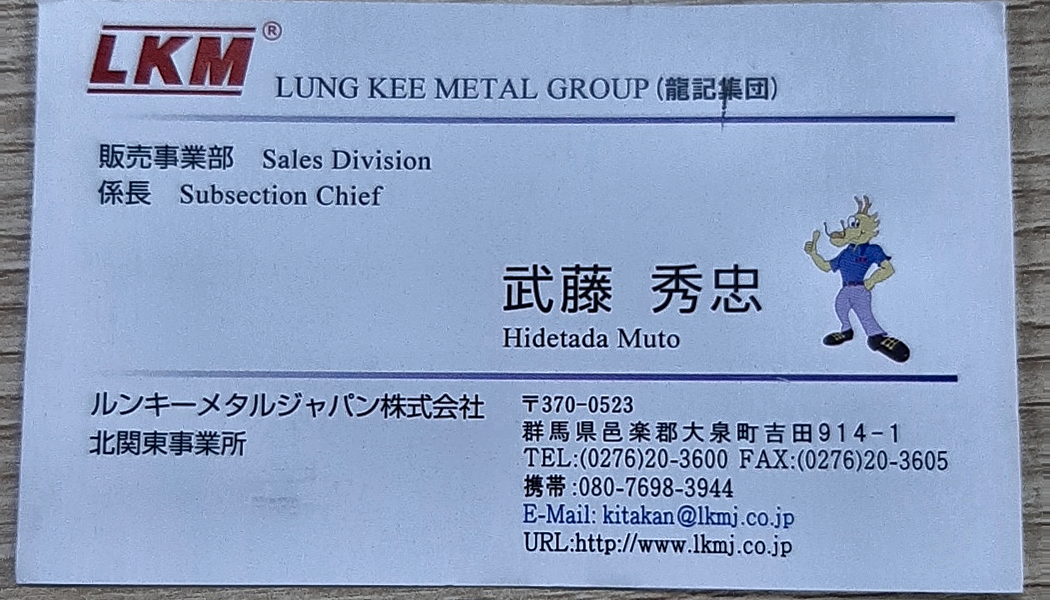 LKM®
LUNG KEE METAL GROUP (龍記集団)
販売事業部 Sales Division
係長 Subsection Chief
武藤 秀忠
Hidetada Muto
ルンキーメタルジャパン株式会社
北関東事業所
〒370-0523
群馬県邑楽郡大泉町吉田914-1
TEL:(0276)20-3600 FAX:(0276)20-3605
携帯:080-7698-3944
E-Mail: kitakan@lkmj.co.jp
URL:http://www.lkmj.co.jp